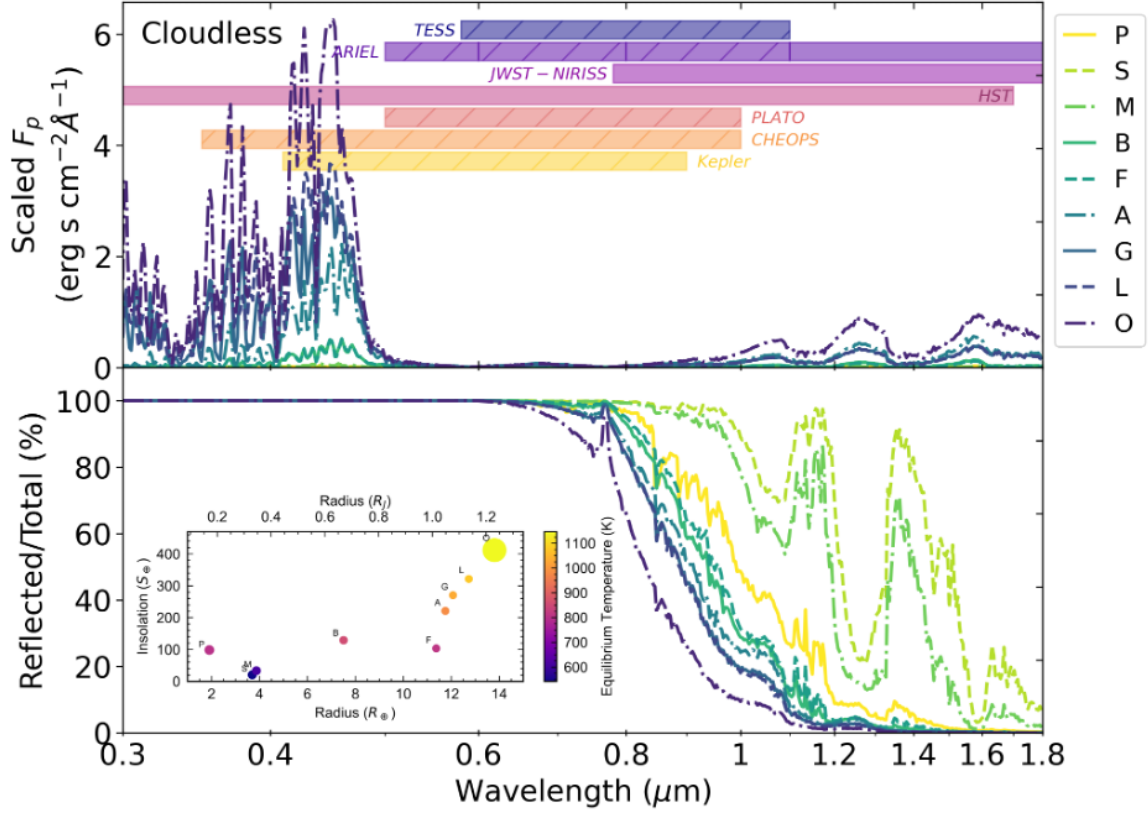 Cloudless
TESS
ARIEL
JWST − NIRISS
HST
PLATO
CHEOPS
Kepler
Scaled Fₚ
(erg s cm⁻²Å⁻¹)
6
4
2
0
P
S
M
B
F
A
G
L
O
Reflected/Total (%)
100
80
60
40
20
0
Radius (R_J)
0.2 0.4 0.6 0.8 1.0 1.2
Insolation (S⊕)
400
300
200
100
0
P
S
M
B
F
A
G
L
O
2 4 6 8 10 12 14
Radius (R⊕)
Equilibrium Temperature (K)
1100
1000
900
800
700
600
0.3 0.4 0.6 0.8 1 1.2 1.4 1.6 1.8
Wavelength (μm)